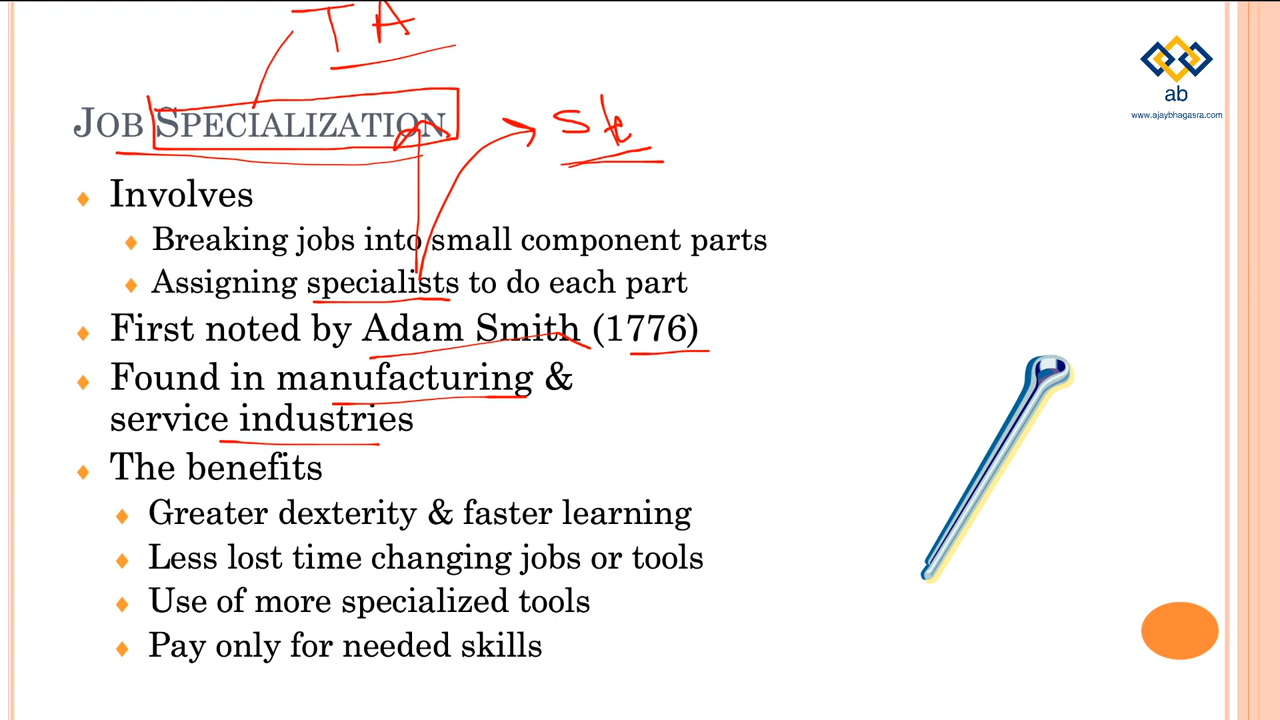 T A
ab
www.ajaybhagasra.com
JOB SPECIALIZATION
Involves
Breaking jobs into small component parts
Assigning specialists to do each part
First noted by Adam Smith (1776)
Found in manufacturing &
service industries
The benefits
Greater dexterity & faster learning
Less lost time changing jobs or tools
Use of more specialized tools
Pay only for needed skills